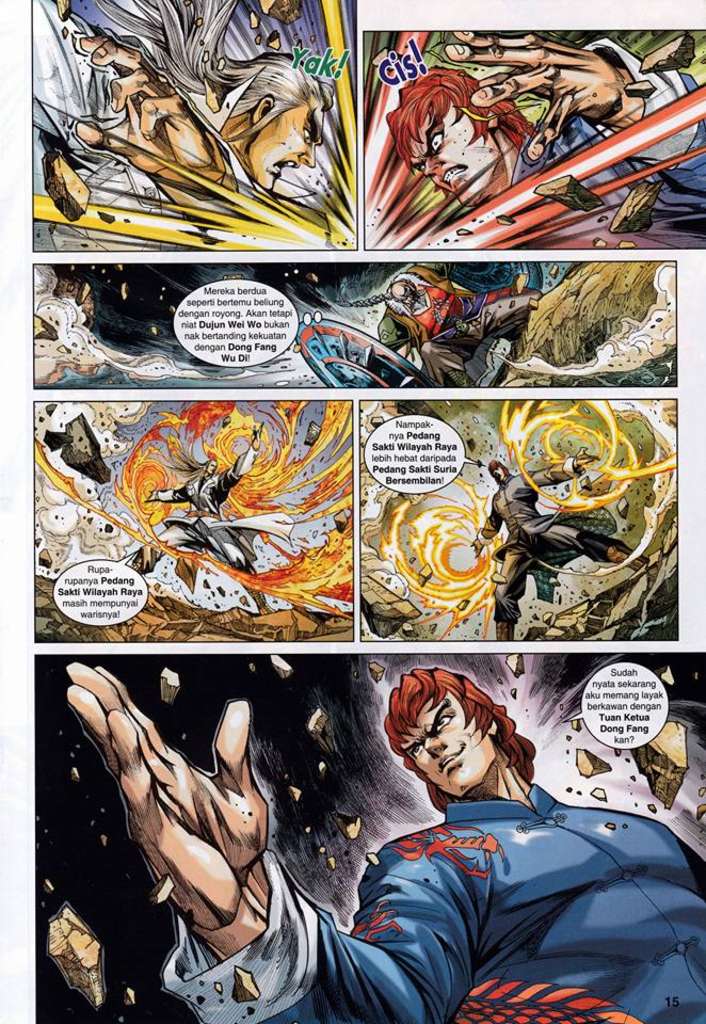 Yak!
Cis!
Mereka berdua
seperti bertemu beliung
dengan royong. Akan tetapi
niat Dujun Wei Wo bukan
nak bertanding kekuatan
dengan Dong Fang
Wu Di!
Rupa-
rupanya Pedang
Sakti Wilayah Raya
masih mempunyai
warisnya!
Nampak-
nya Pedang
Sakti Wilayah Raya
lebih hebat daripada
Pedang Sakti Suria
Bersembilan!
Sudah
nyata sekarang
aku memang layak
berkawan dengan
Tuan Ketua
Dong Fang
kan?
15